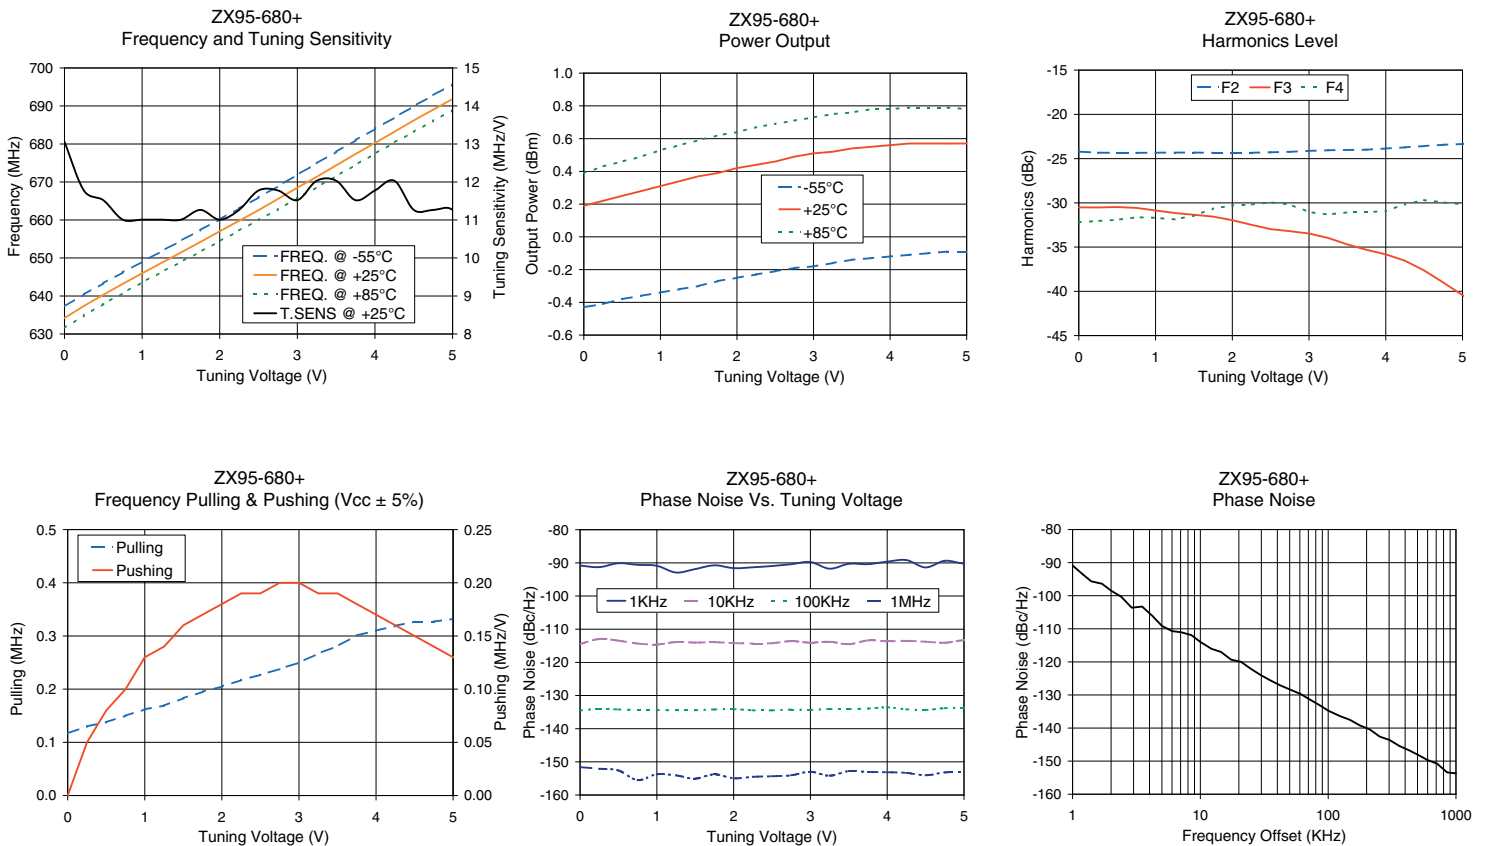 ZX95-680+
Frequency and Tuning Sensitivity
700
690
680
670
660
650
640
630
15
14
13
12
11
10
9
8
Frequency (MHz)
Tuning Sensitivity (MHz/V)
FREQ. @ -55°C
FREQ. @ +25°C
FREQ. @ +85°C
T.SENS @ +25°C
0 1 2 3 4 5
Tuning Voltage (V)
ZX95-680+
Power Output
1.0
0.8
0.6
0.4
0.2
0.0
-0.2
-0.4
-0.6
Output Power (dBm)
-55°C
+25°C
+85°C
0 1 2 3 4 5
Tuning Voltage (V)
ZX95-680+
Harmonics Level
-15
-20
-25
-30
-35
-40
-45
Harmonics (dBc)
F2 F3 F4
0 1 2 3 4 5
Tuning Voltage (V)
ZX95-680+
Frequency Pulling & Pushing (Vcc ± 5%)
0.5
0.4
0.3
0.2
0.1
0.0
0.25
0.20
0.15
0.10
0.05
0.00
Pulling (MHz)
Pushing (MHz/V)
Pulling
Pushing
0 1 2 3 4 5
Tuning Voltage (V)
ZX95-680+
Phase Noise Vs. Tuning Voltage
-80
-90
-100
-110
-120
-130
-140
-150
-160
Phase Noise (dBc/Hz)
1KHz 10KHz 100KHz 1MHz
0 1 2 3 4 5
Tuning Voltage (V)
ZX95-680+
Phase Noise
-80
-90
-100
-110
-120
-130
-140
-150
-160
Phase Noise (dBc/Hz)
1 10 100 1000
Frequency Offset (KHz)